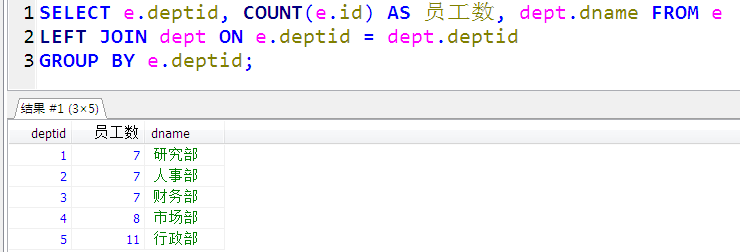 1 SELECT e.deptid, COUNT(e.id) AS 员工数, dept.dname FROM e
2 LEFT JOIN dept ON e.deptid = dept.deptid
3 GROUP BY e.deptid;
结果 #1 (3×5)
deptid 员工数 dname
1 7 研究部
2 7 人事部
3 7 财务部
4 8 市场部
5 11 行政部